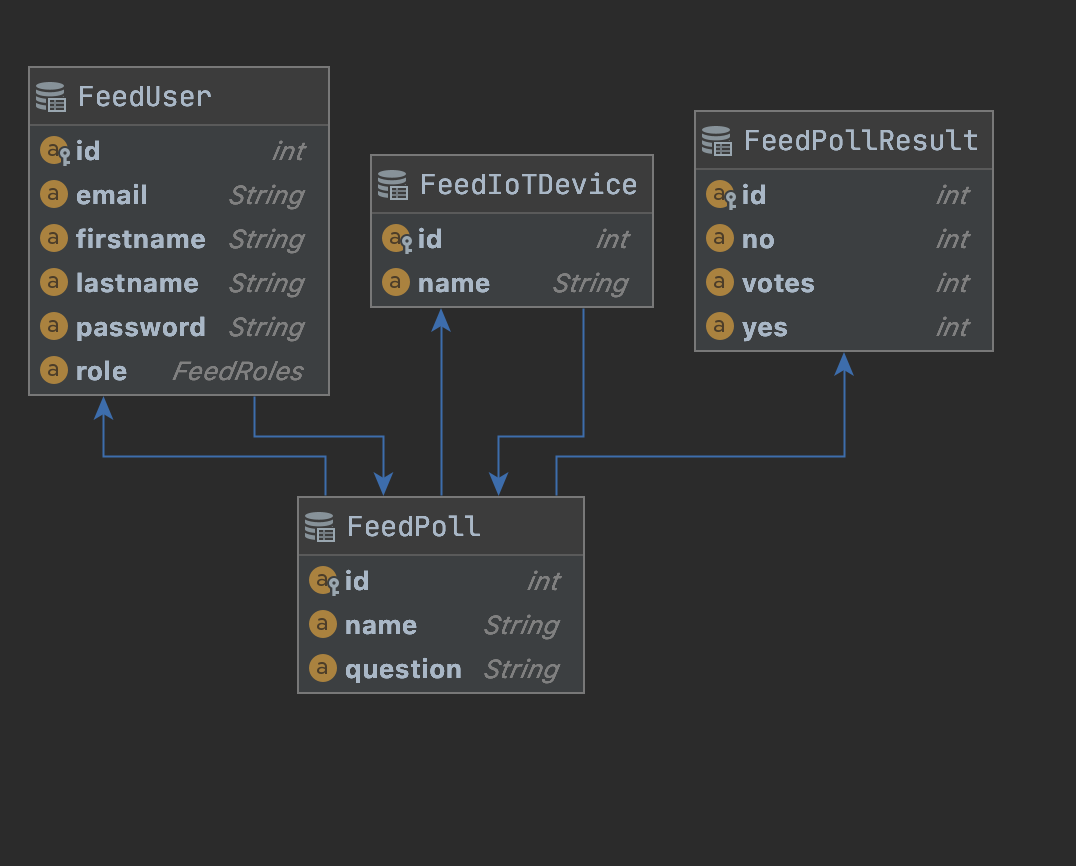 FeedUser
id int
email String
firstname String
lastname String
password String
role FeedRoles
FeedIoTDevice
id int
name String
FeedPollResult
id int
no int
votes int
yes int
FeedPoll
id int
name String
question String